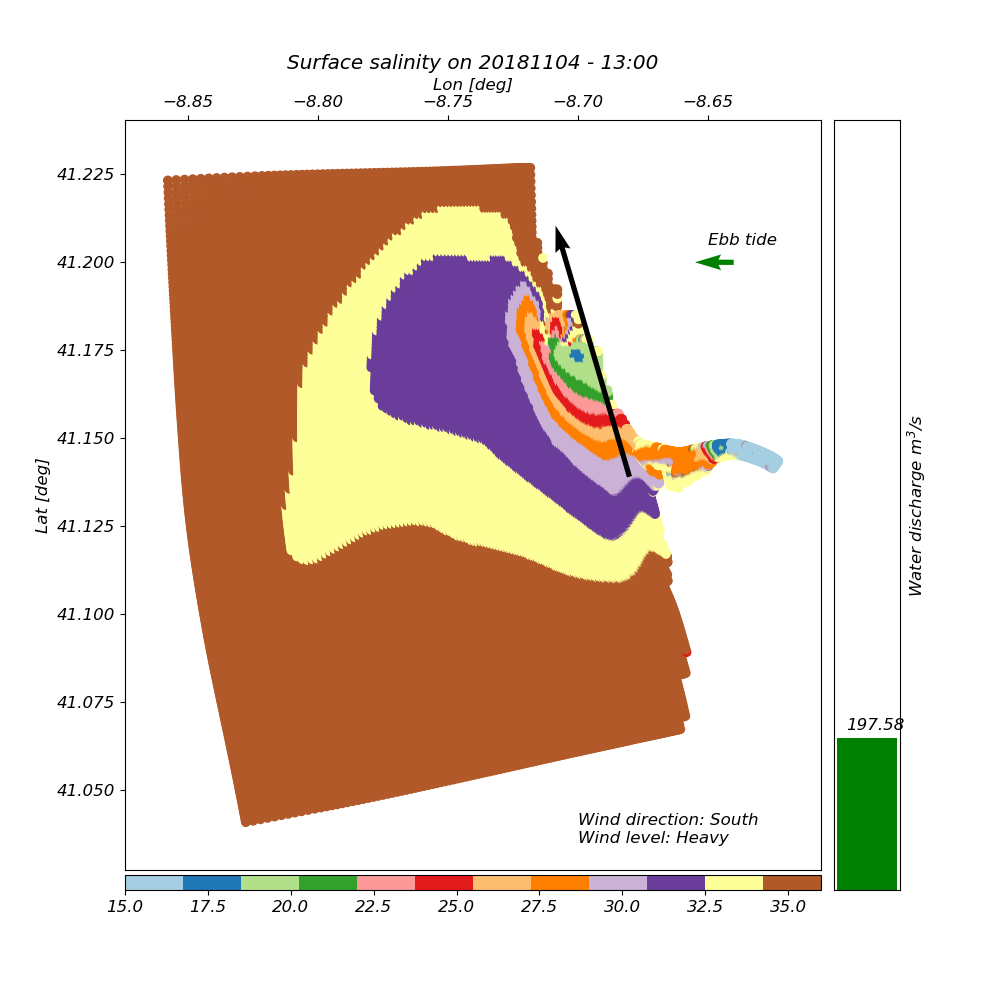 Surface salinity on 20181104 - 13:00
Lon [deg]
−8.85 −8.80 −8.75 −8.70 −8.65
41.225
41.200
41.175
41.150
41.125
41.100
41.075
41.050
Lat [deg]
Ebb tide
Wind direction: South
Wind level: Heavy
197.58
Water discharge m³/s
15.0 17.5 20.0 22.5 25.0 27.5 30.0 32.5 35.0